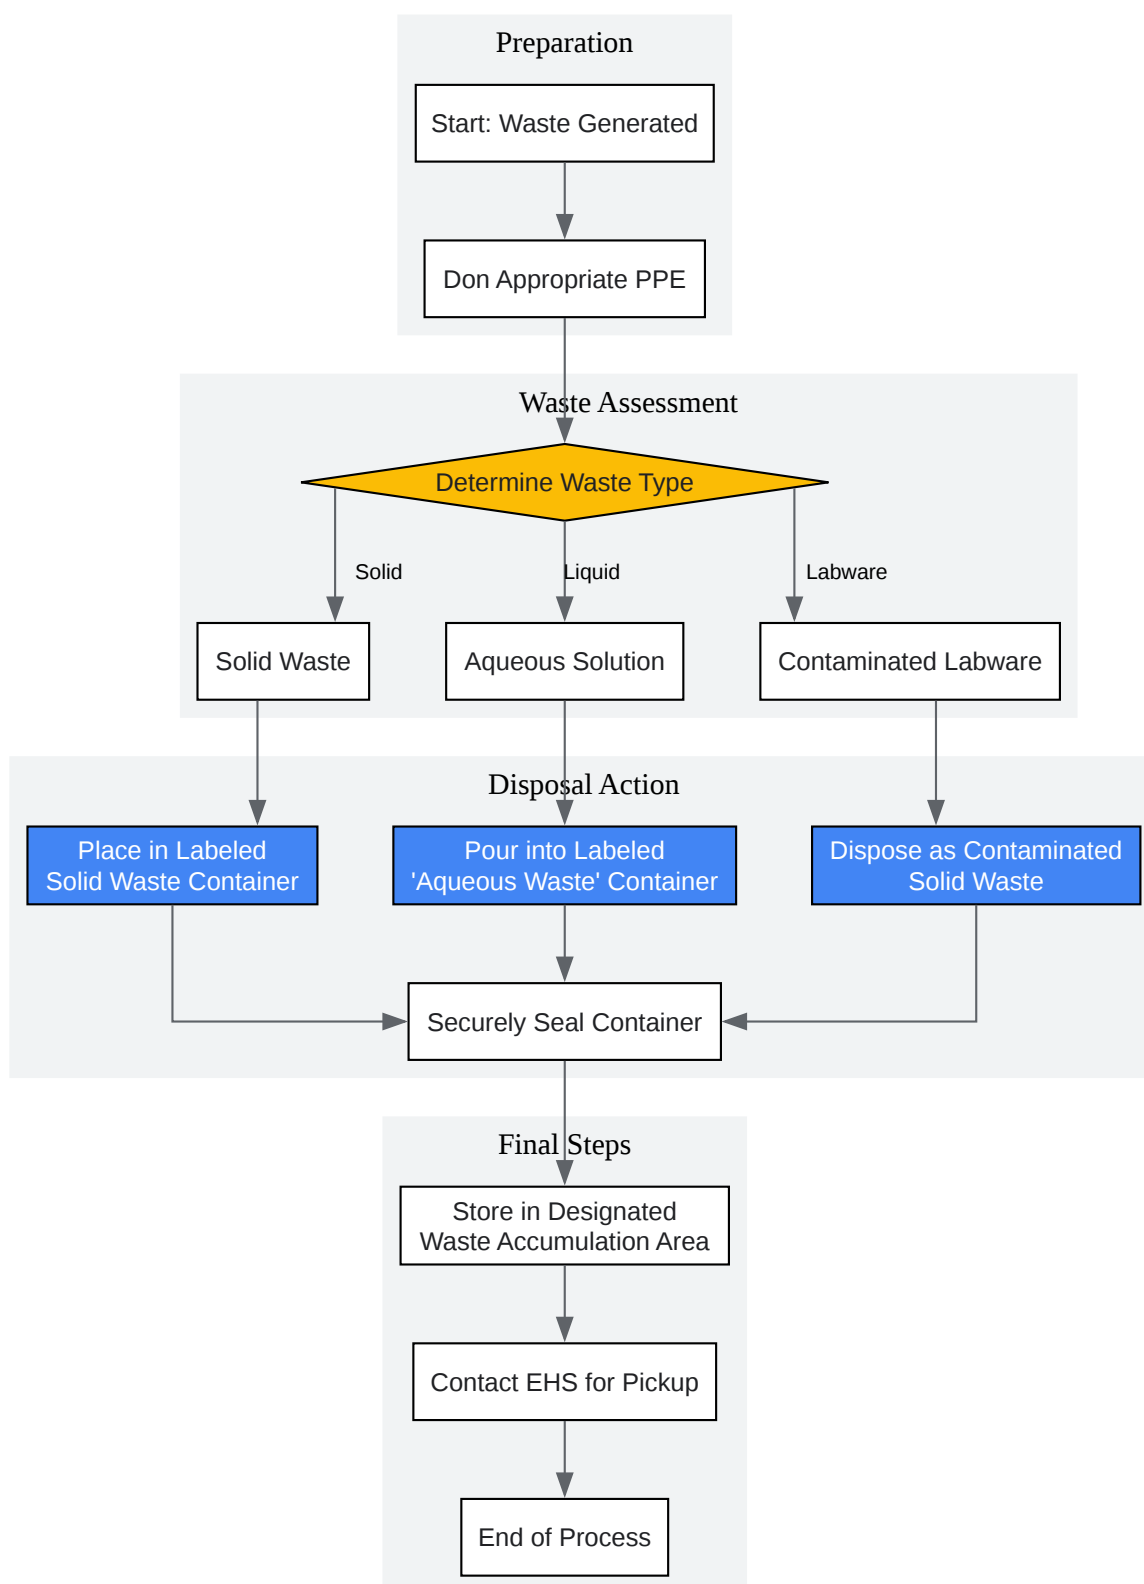 Preparation
Start: Waste Generated
Don Appropriate PPE
Waste Assessment
Determine Waste Type
Solid
Liquid
Labware
Solid Waste
Aqueous Solution
Contaminated Labware
Disposal Action
Place in Labeled
Solid Waste Container
Pour into Labeled
'Aqueous Waste' Container
Dispose as Contaminated
Solid Waste
Securely Seal Container
Final Steps
Store in Designated
Waste Accumulation Area
Contact EHS for Pickup
End of Process